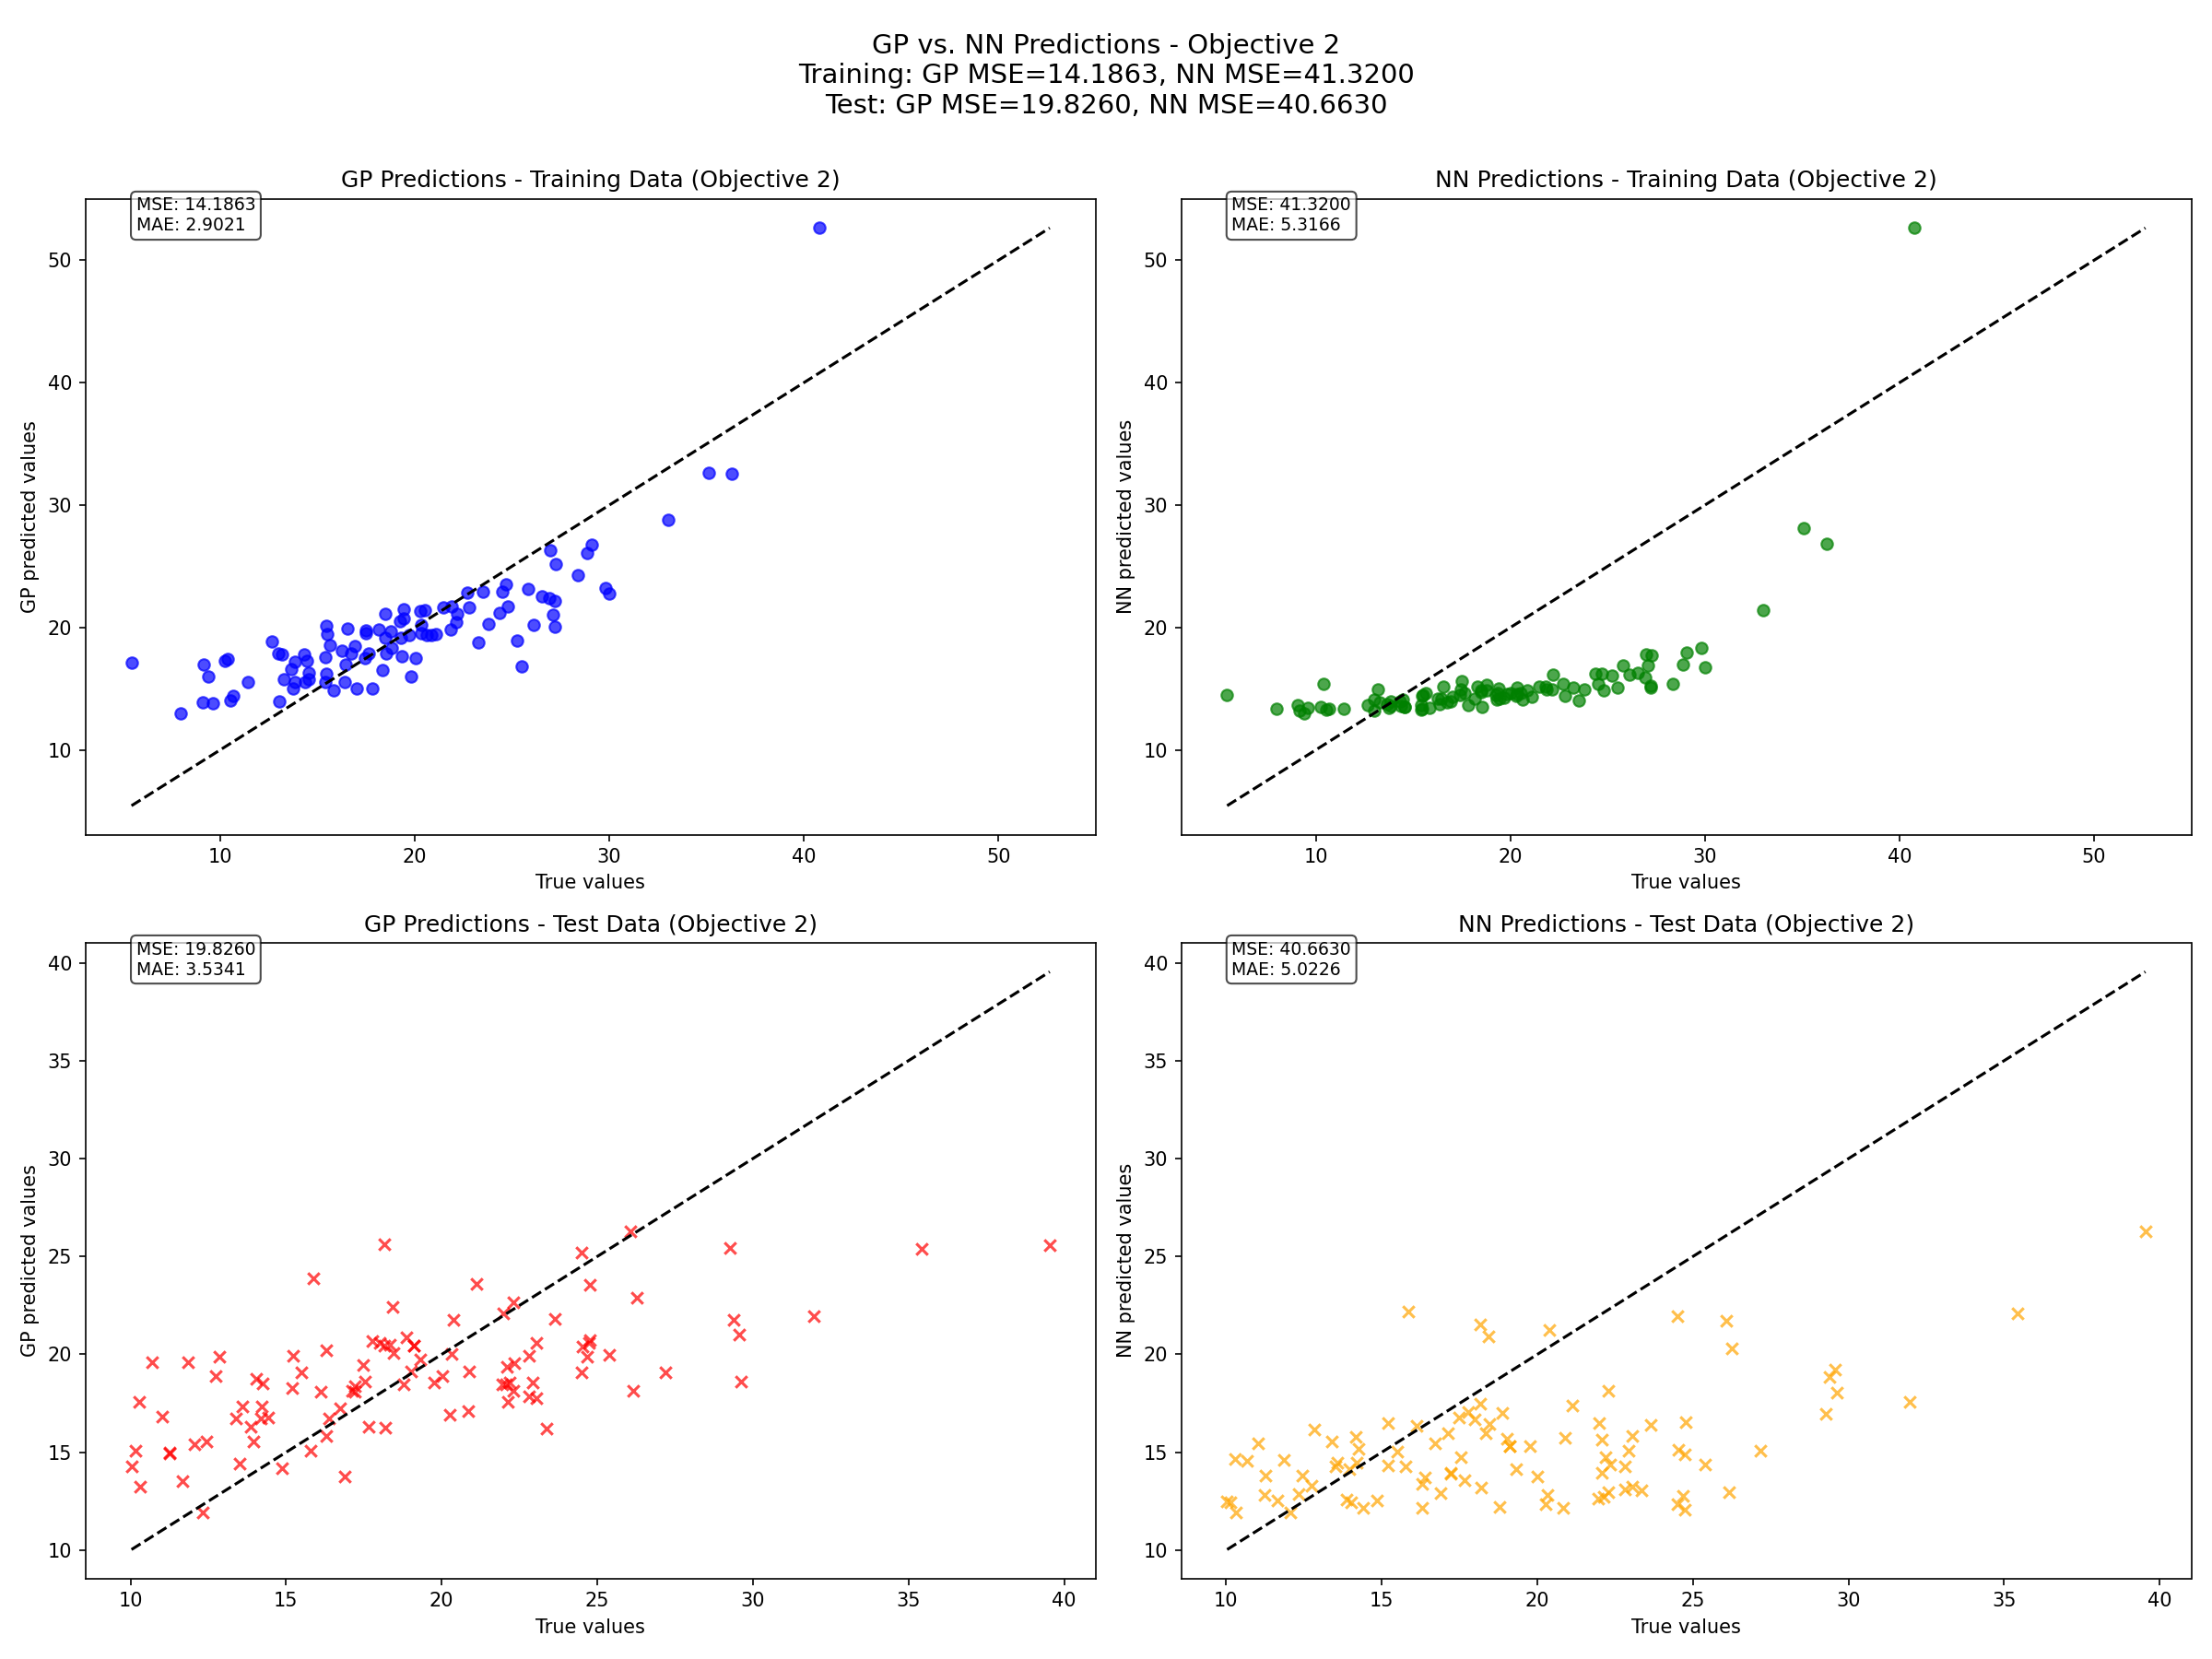 GP vs. NN Predictions - Objective 2
Training: GP MSE=14.1863, NN MSE=41.3200
Test: GP MSE=19.8260, NN MSE=40.6630
GP Predictions - Training Data (Objective 2)
MSE: 14.1863
MAE: 2.9021
GP predicted values
50
40
30
20
10
10 20 30 40 50
True values
NN Predictions - Training Data (Objective 2)
MSE: 41.3200
MAE: 5.3166
NN predicted values
50
40
30
20
10
10 20 30 40 50
True values
GP Predictions - Test Data (Objective 2)
MSE: 19.8260
MAE: 3.5341
GP predicted values
40
35
30
25
20
15
10
10 15 20 25 30 35 40
True values
NN Predictions - Test Data (Objective 2)
MSE: 40.6630
MAE: 5.0226
NN predicted values
40
35
30
25
20
15
10
10 15 20 25 30 35 40
True values